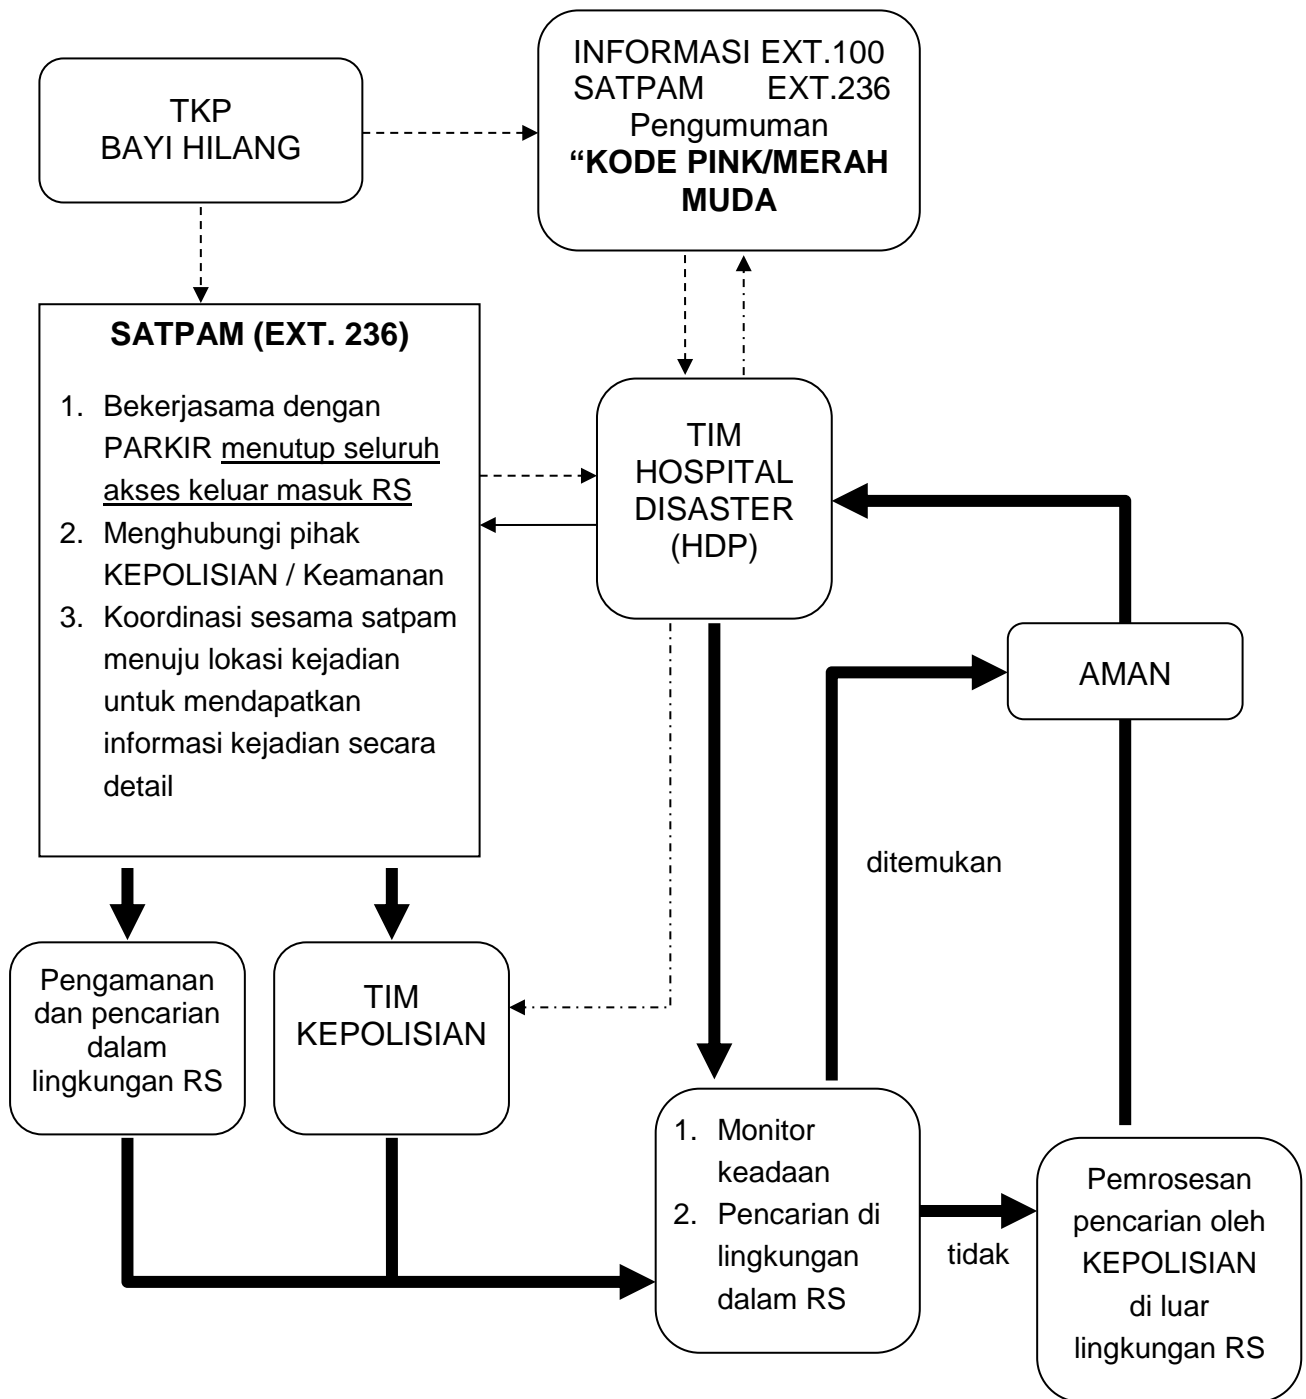 TKP
BAYI HILANG
INFORMASI EXT.100
SATPAM EXT.236
Pengumuman
“KODE PINK/MERAH
MUDA
SATPAM (EXT. 236)
1. Bekerjasama dengan
PARKIR menutup seluruh
akses keluar masuk RS
2. Menghubungi pihak
KEPOLISIAN / Keamanan
3. Koordinasi sesama satpam
menuju lokasi kejadian
untuk mendapatkan
informasi kejadian secara
detail
TIM
HOSPITAL
DISASTER
(HDP)
AMAN
ditemukan
Pengamanan
dan pencarian
dalam
lingkungan RS
TIM
KEPOLISIAN
1. Monitor
keadaan
2. Pencarian di
lingkungan
dalam RS
tidak
Pemrosesan
pencarian oleh
KEPOLISIAN
di luar
lingkungan RS